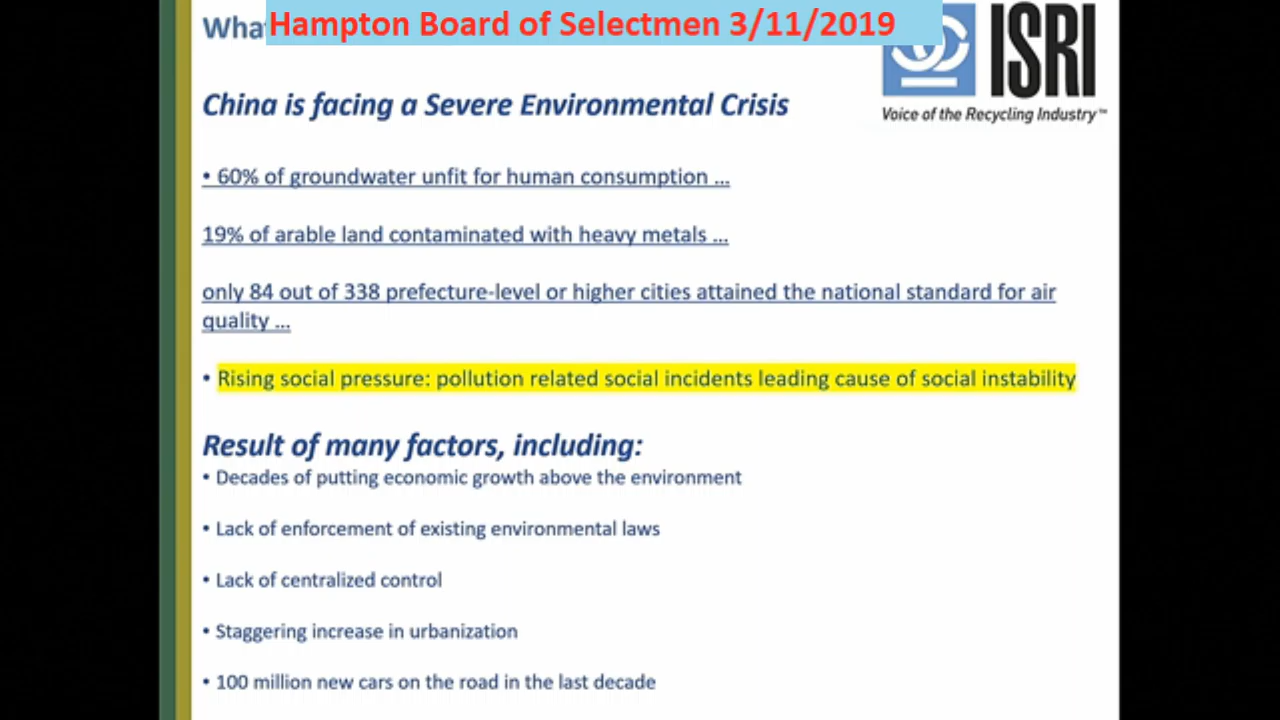 What
Hampton Board of Selectmen 3/11/2019
ISRI
Voice of the Recycling Industry™
China is facing a Severe Environmental Crisis
• 60% of groundwater unfit for human consumption ...
19% of arable land contaminated with heavy metals ...
only 84 out of 338 prefecture-level or higher cities attained the national standard for air
quality ...
• Rising social pressure: pollution related social incidents leading cause of social instability
Result of many factors, including:
• Decades of putting economic growth above the environment
• Lack of enforcement of existing environmental laws
• Lack of centralized control
• Staggering increase in urbanization
• 100 million new cars on the road in the last decade